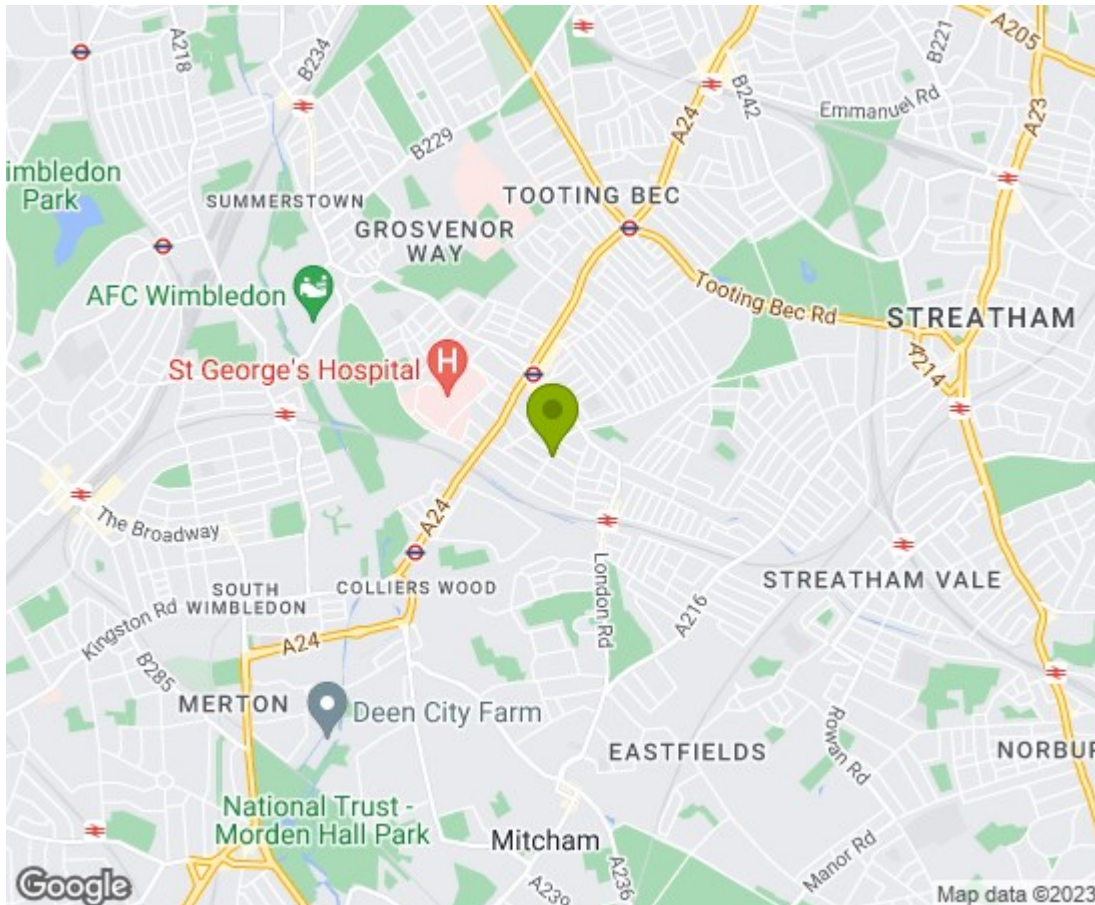 A218
B234
B221
A205
A24
B242
Emmanuel Rd
A23
B229
imbledon
Park
SUMMERSTOWN
TOOTING BEC
GROSVENOR
WAY
AFC Wimbledon
Tooting Bec Rd
STREATHAM
St George's Hospital
H
A214
A24
The Broadway
COLLIERS WOOD
SOUTH
WIMBLEDON
London Rd
STREATHAM VALE
A216
Kingston Rd
A24
B285
MERTON
Deen City Farm
Rowan Rd
EASTFIELDS
NORBUR
National Trust -
Morden Hall Park
Mitcham
Manor Rd
A239
A236
Google
Map data ©2023